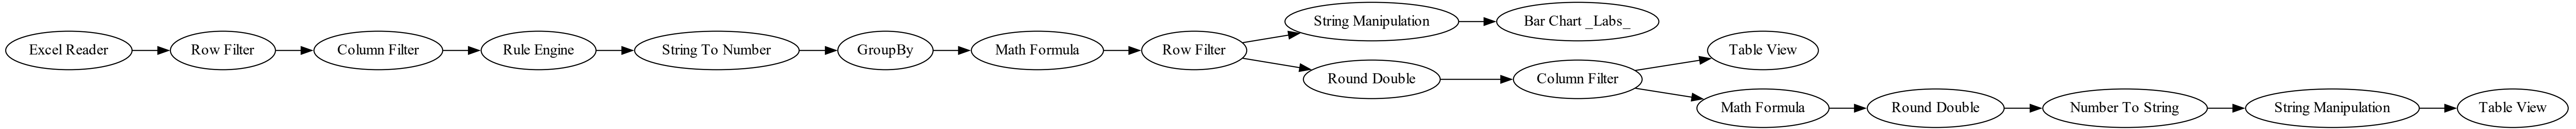 Excel Reader
Row Filter
Column Filter
Rule Engine
String To Number
GroupBy
Math Formula
Row Filter
String Manipulation
Bar Chart _Labs_
Round Double
Column Filter
Table View
Math Formula
Round Double
Number To String
String Manipulation
Table View